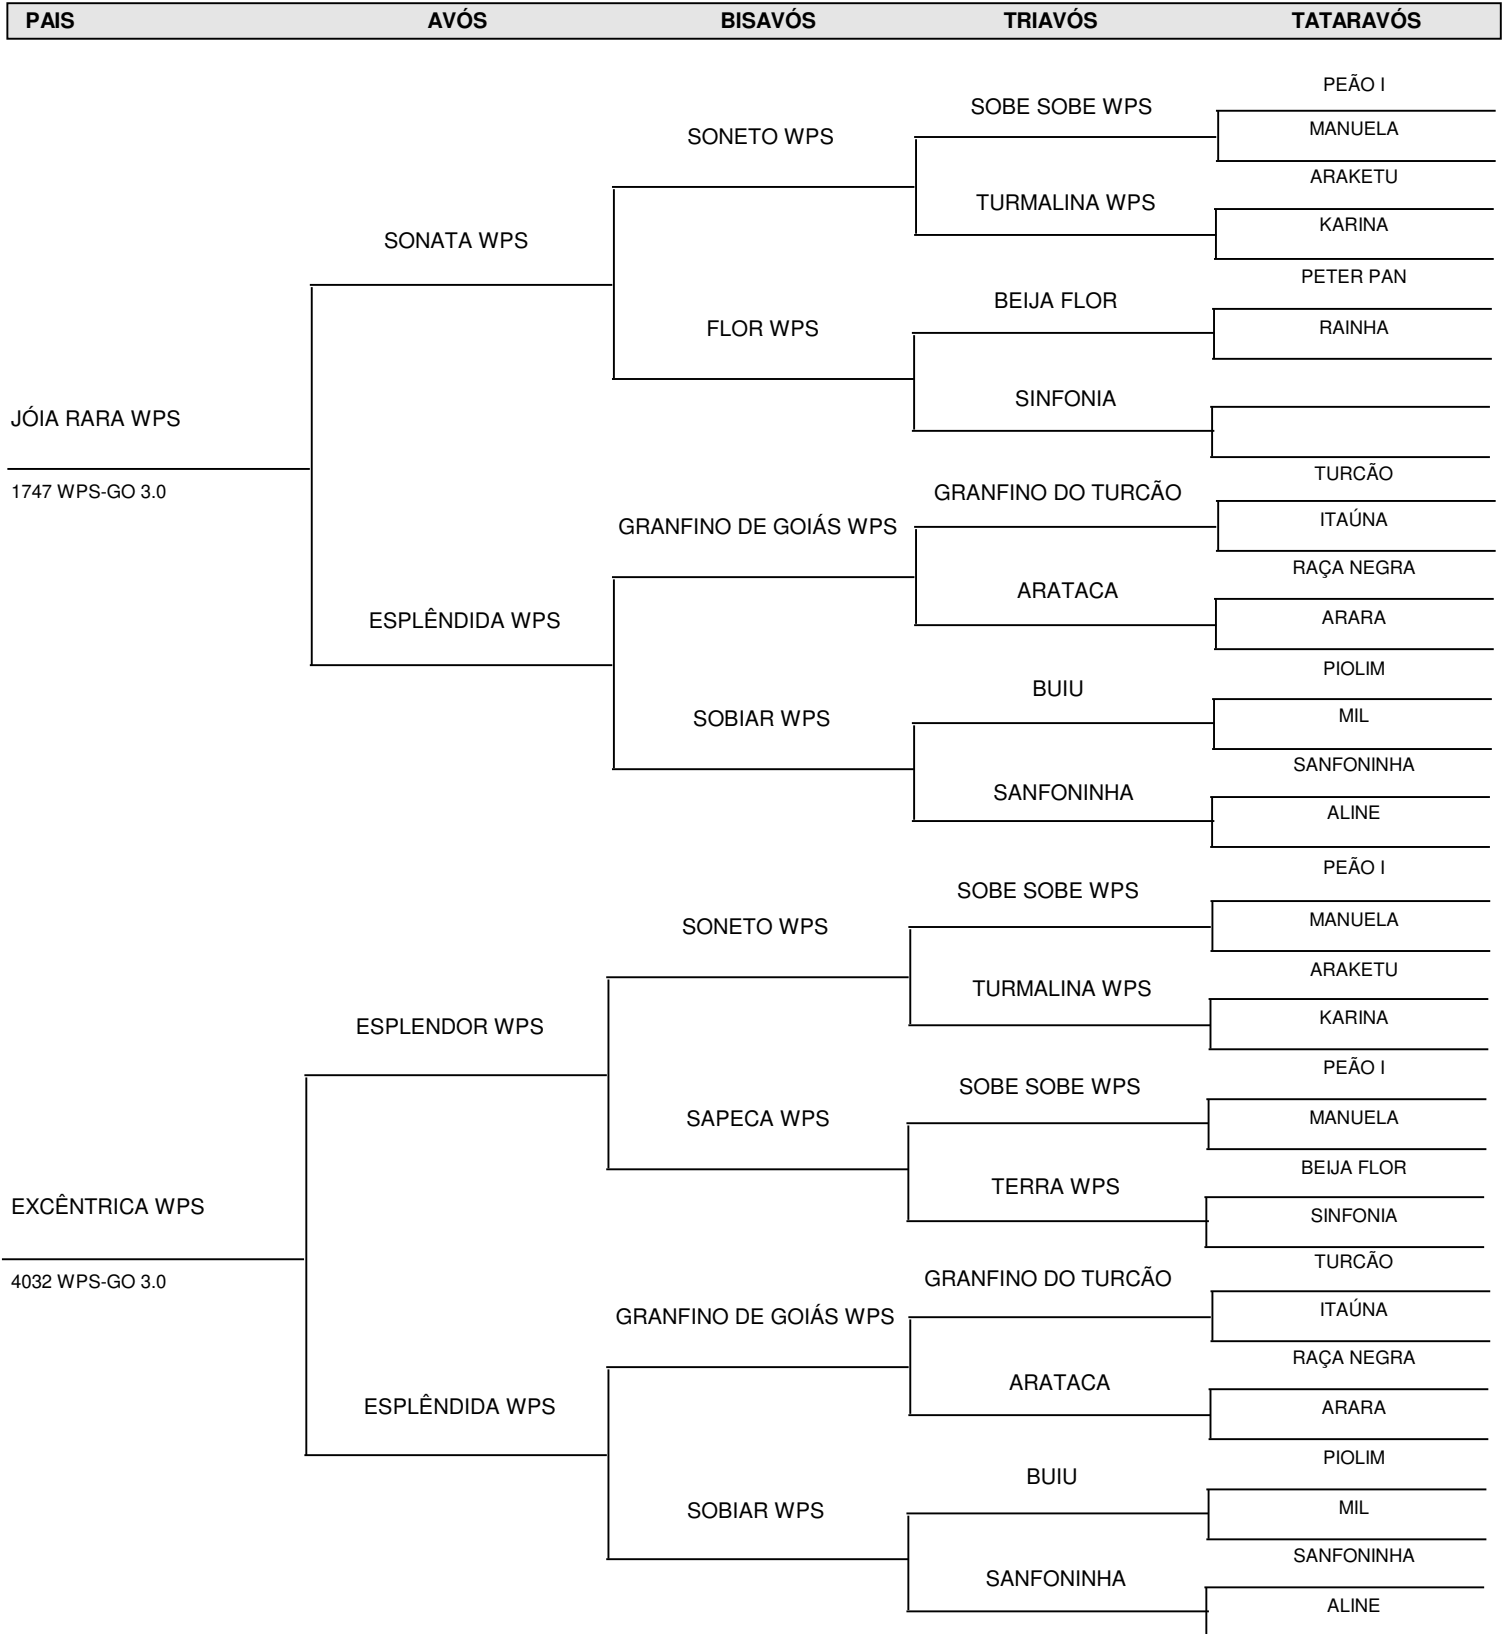 PAIS AVÓS BISAVÓS TRIAVÓS TATARAVÓS
PEÃO I
SOBE SOBE WPS
MANUELA
SONETO WPS
ARAKETU
TURMALINA WPS
KARINA
SONATA WPS
PETER PAN
BEIJA FLOR
FLOR WPS
RAINHA
SINFONIA
JÓIA RARA WPS
TURCÃO
1747 WPS-GO 3.0
GRANFINO DO TURCÃO
ITAÚNA
GRANFINO DE GOIÁS WPS
RAÇA NEGRA
ARATACA
ARARA
ESPLÊNDIDA WPS
PIOLIM
BUIU
MIL
SOBIAR WPS
SANFONINHA
SANFONINHA
ALINE
PEÃO I
SOBE SOBE WPS
MANUELA
SONETO WPS
ARAKETU
TURMALINA WPS
KARINA
ESPLENDOR WPS
PEÃO I
SOBE SOBE WPS
MANUELA
SAPECA WPS
BEIJA FLOR
TERRA WPS
EXCÊNTRICA WPS
SINFONIA
TURCÃO
GRANFINO DO TURCÃO
4032 WPS-GO 3.0
ITAÚNA
GRANFINO DE GOIÁS WPS
RAÇA NEGRA
ARATACA
ESPLÊNDIDA WPS
ARARA
PIOLIM
BUIU
MIL
SOBIAR WPS
SANFONINHA
SANFONINHA
ALINE